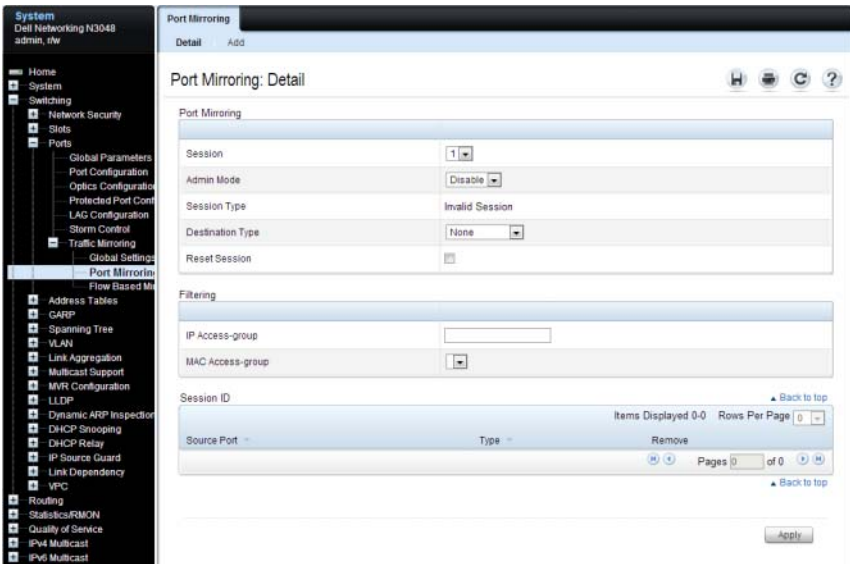 System
Dell Networking N3048
admin, r/w
Home
System
Switching
Network Security
Slots
Ports
Global Parameters
Port Configuration
Optics Configuration
Protected Port Conf
LAG Configuration
Storm Control
Traffic Mirroring
Global Settings
Port Mirroring
Flow Based Mir
Address Tables
GARP
Spanning Tree
VLAN
Link Aggregation
Multicast Support
MVR Configuration
LLDP
Dynamic ARP Inspection
DHCP Snooping
DHCP Relay
IP Source Guard
Link Dependency
VPC
Routing
Statistics/RMON
Quality of Service
IPv4 Multicast
IPv6 Multicast
Port Mirroring
Detail Add
Port Mirroring: Detail
Port Mirroring
Session 1
Admin Mode Disable
Session Type Invalid Session
Destination Type None
Reset Session
Filtering
IP Access-group
MAC Access-group
Session ID Back to top
Items Displayed 0-0 Rows Per Page 0
Source Port Type Remove
Pages 0 of 0
Back to top
Apply